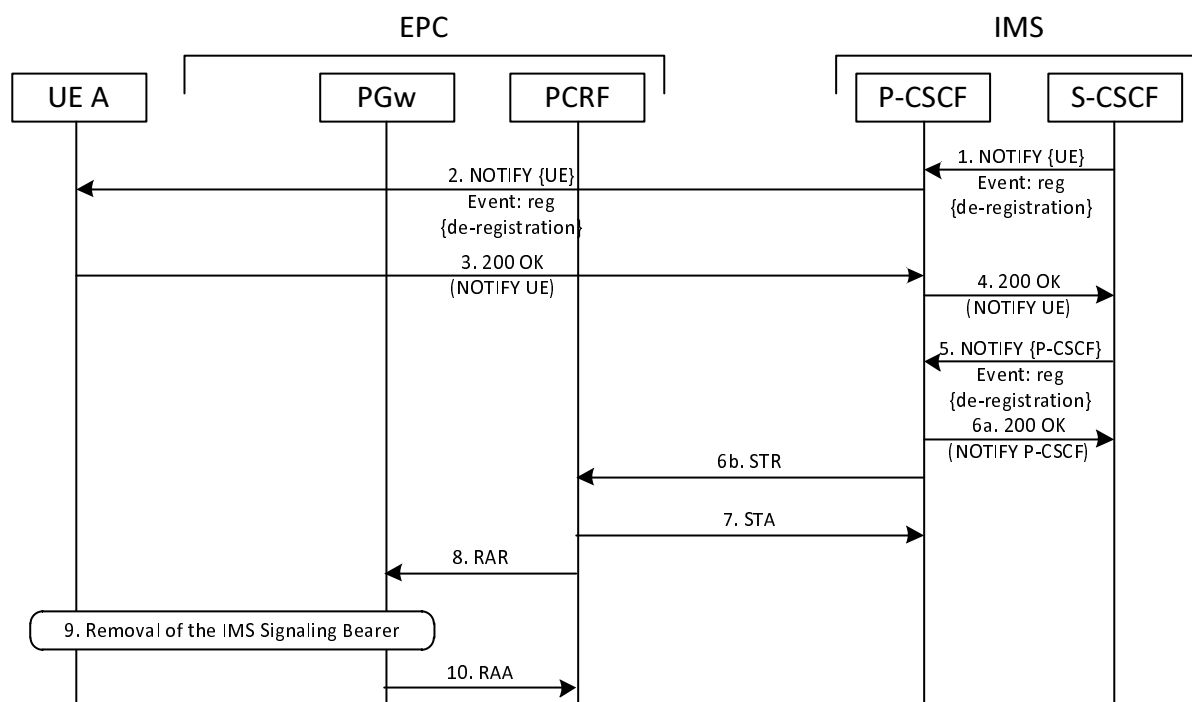 EPC
IMS
UE A
PGw
PCRF
P-CSCF
S-CSCF
1. NOTIFY {UE}
Event: reg
{de-registration}
2. NOTIFY {UE}
Event: reg
{de-registration}
3. 200 OK
(NOTIFY UE)
4. 200 OK
(NOTIFY UE)
5. NOTIFY {P-CSCF}
Event: reg
{de-registration}
6a. 200 OK
(NOTIFY P-CSCF)
6b. STR
7. STA
8. RAR
9. Removal of the IMS Signaling Bearer
10. RAA